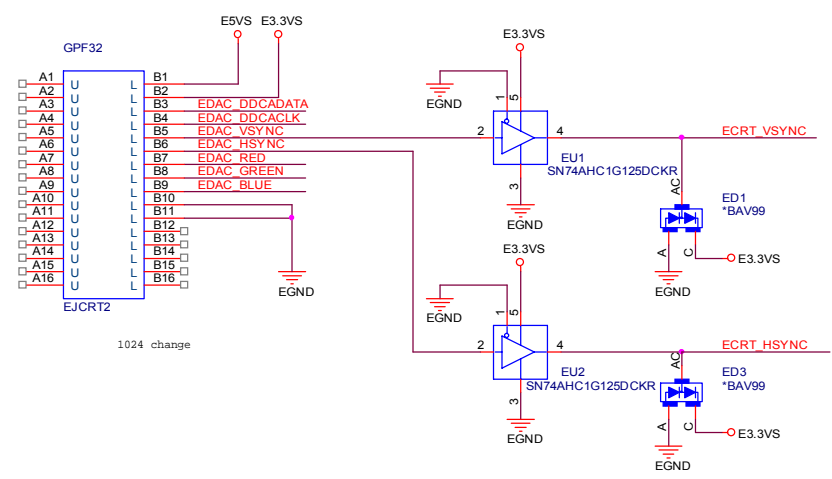 E5VS E3.3VS
GPF32
A1 U L B1
A2 B2
A3 U L B3 EDAC_DDCADATA
A4 U L B4 EDAC_DDCACLK
A5 U L B5 EDAC_VSYNC
A6 U L B6 EDAC_HSYNC
A7 U L B7 EDAC_RED
A8 U L B8 EDAC_GREEN
A9 U L B9 EDAC_BLUE
A10 U L B10
A11 U L B11
A12 U L B12
A13 U L B13
A14 U L B14
A15 U L B15
A16 U L B16
EJCRT2
EGND
1024 change
E3.3VS
EGND
1 5
2 4
3
EU1
SN74AHC1G125DCKR
EGND
ECRT_VSYNC
AC
ED1
*BAV99
A C
E3.3VS
EGND
E3.3VS
EGND
1 5
2 4
3
EU2
SN74AHC1G125DCKR
EGND
ECRT_HSYNC
AC
ED3
*BAV99
A C
E3.3VS
EGND